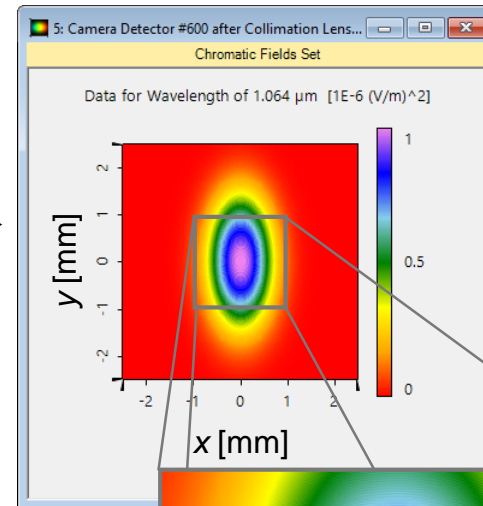 5: Camera Detector #600 after Collimation Lens...
Chromatic Fields Set
Data for Wavelength of 1.064 µm [1E-6 (V/m)^2]
1
0.5
0
2
1
0
-1
-2
y [mm]
-2 -1 0 1 2
x [mm]